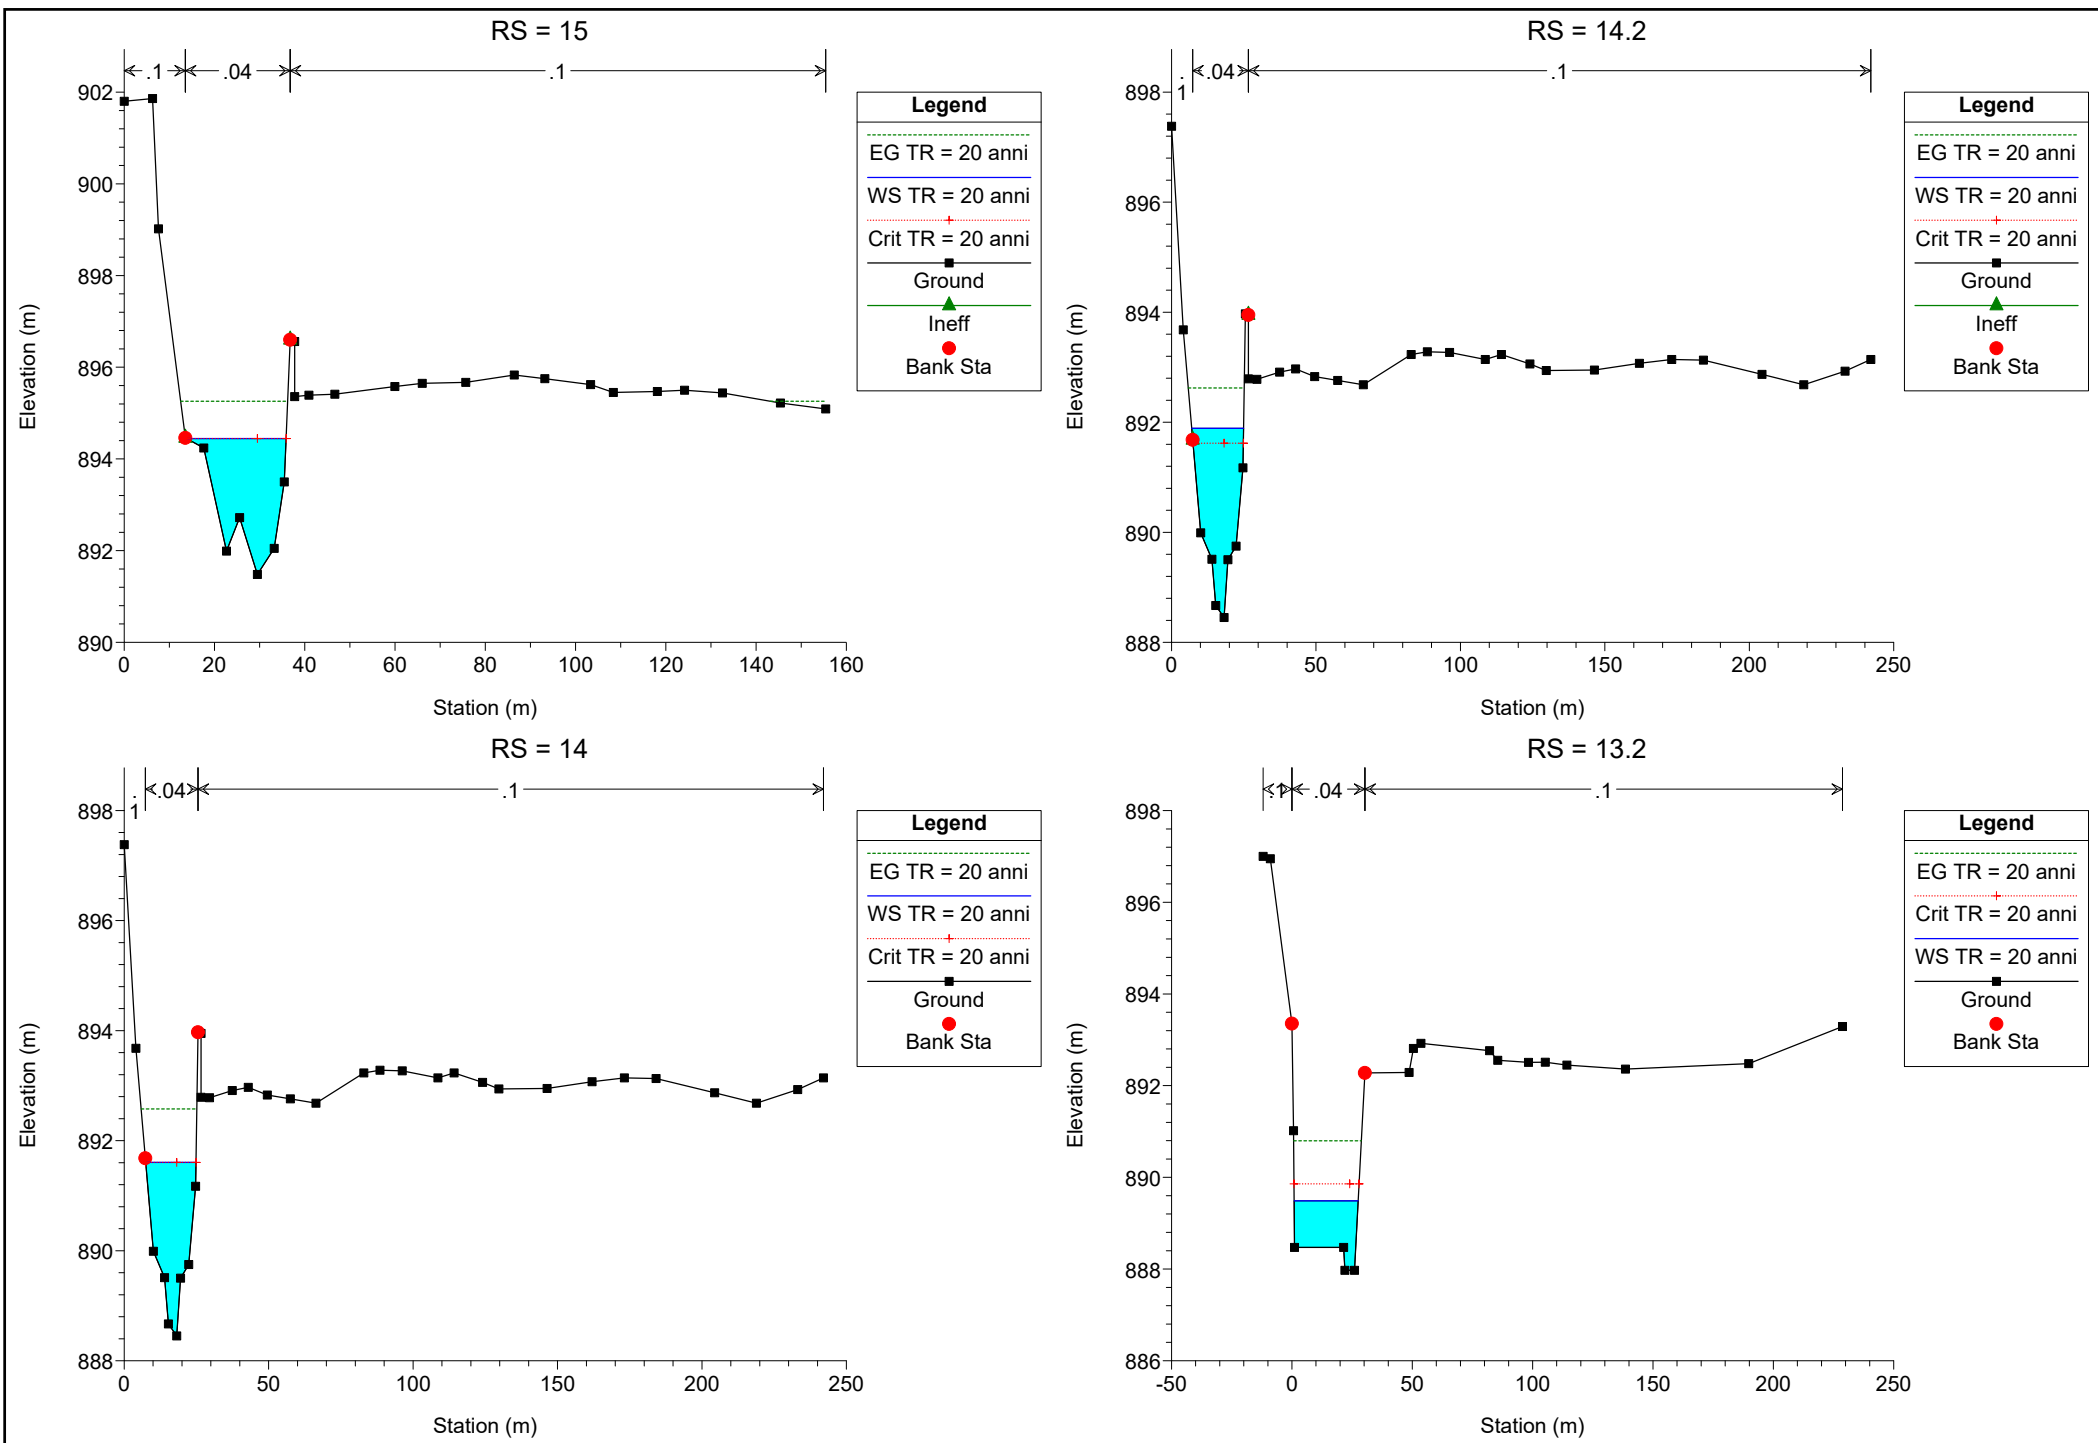 RS = 15
.1 .04 .1
902
900
898
896
894
892
890
0 20 40 60 80 100 120 140 160
Elevation (m)
Station (m)
Legend
EG TR = 20 anni
WS TR = 20 anni
Crit TR = 20 anni
Ground
Ineff
Bank Sta
RS = 14.2
.1 .04 .1
898
896
894
892
890
888
0 50 100 150 200 250
Elevation (m)
Station (m)
Legend
EG TR = 20 anni
WS TR = 20 anni
Crit TR = 20 anni
Ground
Ineff
Bank Sta
RS = 14
.1 .04 .1
898
896
894
892
890
888
0 50 100 150 200 250
Elevation (m)
Station (m)
Legend
EG TR = 20 anni
WS TR = 20 anni
Crit TR = 20 anni
Ground
Bank Sta
RS = 13.2
.1 .04 .1
898
896
894
892
890
888
886
-50 0 50 100 150 200 250
Elevation (m)
Station (m)
Legend
EG TR = 20 anni
Crit TR = 20 anni
WS TR = 20 anni
Ground
Bank Sta